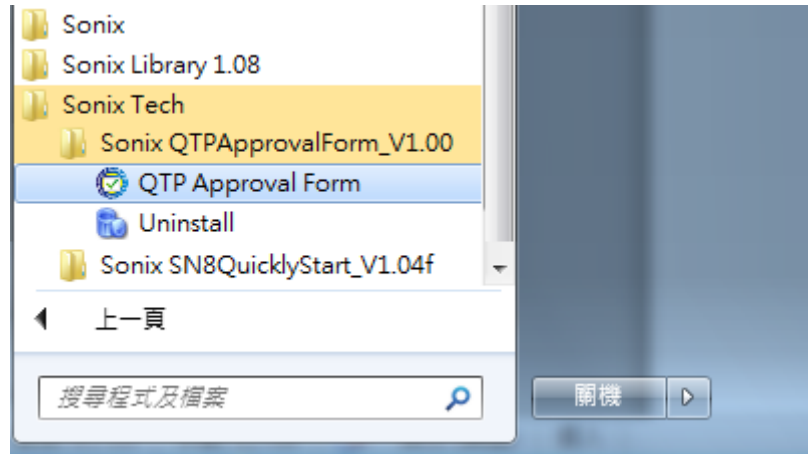 Sonix
Sonix Library 1.08
Sonix Tech
Sonix QTPApprovalForm_V1.00
QTP Approval Form
Uninstall
Sonix SN8QuicklyStart_V1.04f
上一頁
搜尋程式及檔案
關機